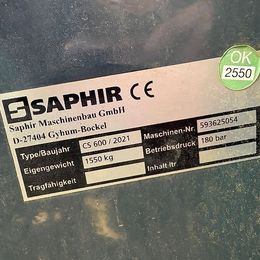 OK
2550
SAPHIR CE
Saphir Maschinenbau GmbH
D-27404 Gyhum-Bockel
Type/Baujahr CS 600 / 2021 Maschinen-Nr. 593625054
Eigengewicht 1550 kg Betriebsdruck 180 bar
Tragfähigkeit Inhalt ltr.